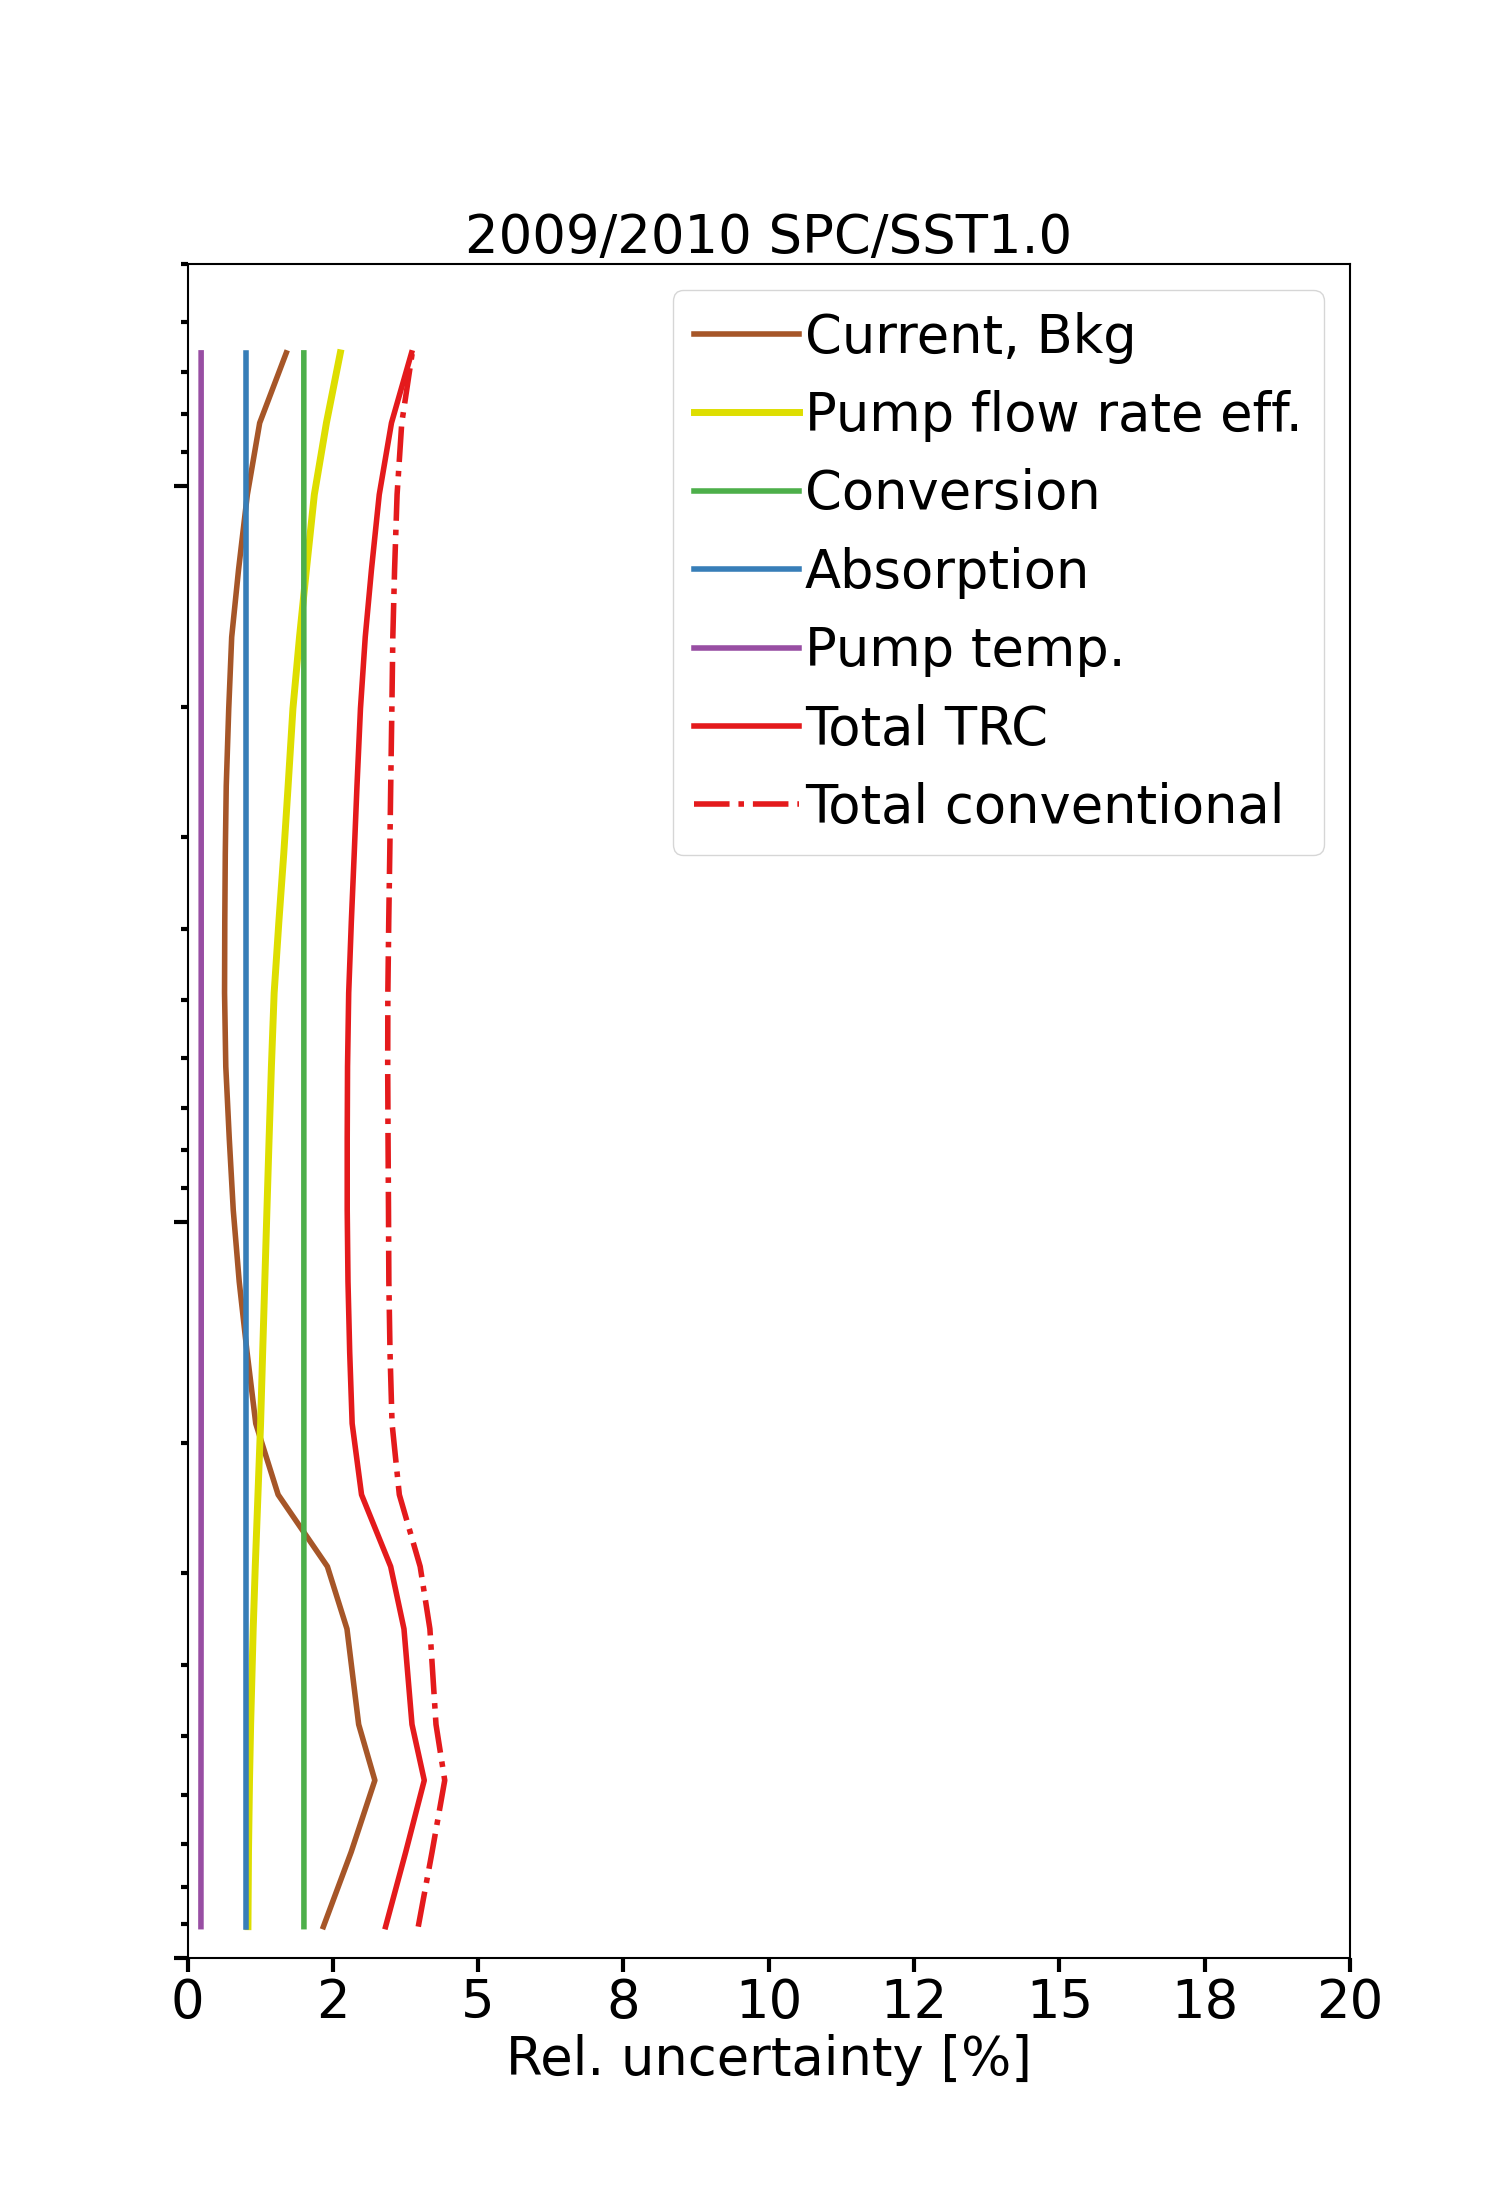 2009/2010 SPC/SST1.0
Current, Bkg
Pump flow rate eff.
Conversion
Absorption
Pump temp.
Total TRC
Total conventional
0 2 5 8 10 12 15 18 20
Rel. uncertainty [%]